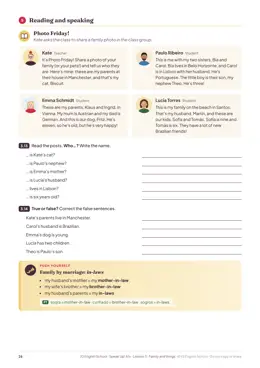 Reading and speaking
Photo Friday!
Kate asks the class to share a family photo in the class group.
Kate Teacher
It's Photo Friday! Share a photo of your
family (or your pets!) and tell us who they
are. Here's mine: these are my parents at
their house in Manchester, and that's my
cat, Biscuit.
Paulo Ribeiro Student
This is me with my two sisters, Bia and
Carol. Bia lives in Belo Horizonte, and Carol
is in Lisbon with her husband. He's
Portuguese. The little boy is their son, my
nephew Theo. He's three!
Emma Schmidt Student
These are my parents, Klaus and Ingrid, in
Vienna. My mum is Austrian and my dad is
German. And this is our dog, Fritz. He's
eleven, so he's old, but he's very happy!
Lucía Torres Student
This is my family on the beach in Santos.
That's my husband, Martín, and these are
our kids, Sofía and Tomás. Sofía is nine and
Tomás is six. They have a lot of new
Brazilian friends!
Read the posts. Who...? Write the name.
...is Kate's cat?
...is Paulo's nephew?
...is Emma's mother?
...is Lucía's husband?
...lives in Lisbon?
...is six years old?
True or false? Correct the false sentences.
Kate's parents live in Manchester.
Carol's husband is Brazilian.
Emma's dog is young.
Lucía has two children.
Theo is Paulo's son.
PUSH YOURSELF
Family by marriage: in-laws
my husband's mother = my mother-in-law
my wife's brother = my brother-in-law
my husband's parents = my in-laws